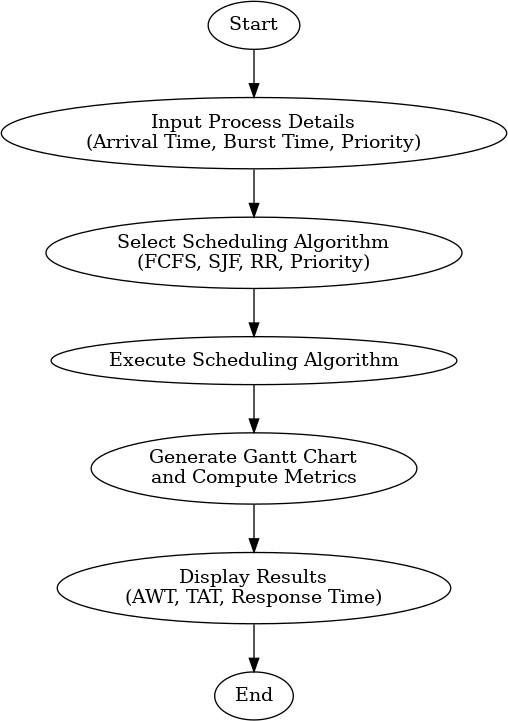 Start
Input Process Details
(Arrival Time, Burst Time, Priority)
Select Scheduling Algorithm
(FCFS, SJF, RR, Priority)
Execute Scheduling Algorithm
Generate Gantt Chart
and Compute Metrics
Display Results
(AWT, TAT, Response Time)
End